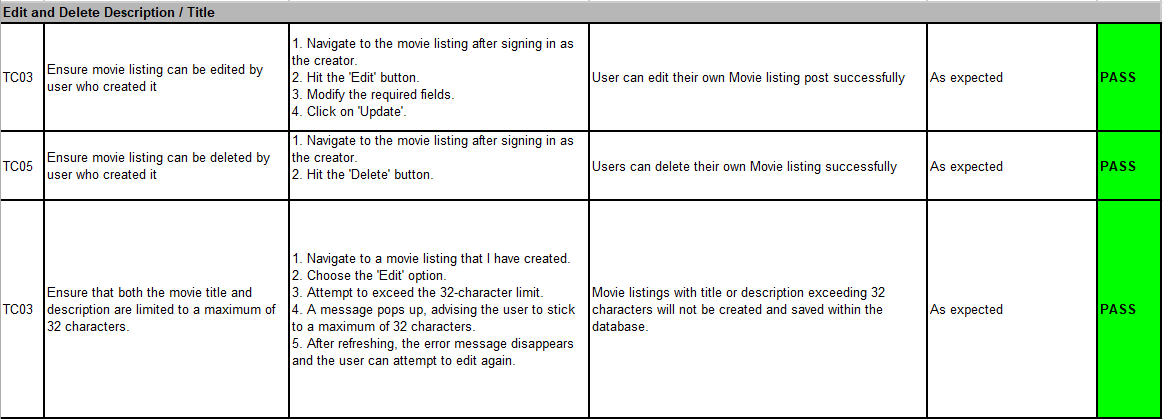 Edit and Delete Description / Title
TC03
Ensure movie listing can be edited by
user who created it
1. Navigate to the movie listing after signing in as
the creator.
2. Hit the 'Edit' button.
3. Modify the required fields.
4. Click on 'Update'.
User can edit their own Movie listing post successfully
As expected
PASS
TC05
Ensure movie listing can be deleted by
user who created it
1. Navigate to the movie listing after signing in as
the creator.
2. Hit the 'Delete' button.
Users can delete their own Movie listing successfully
As expected
PASS
TC03
Ensure that both the movie title and
description are limited to a maximum of
32 characters.
1. Navigate to a movie listing that I have created.
2. Choose the 'Edit' option.
3. Attempt to exceed the 32-character limit.
4. A message pops up, advising the user to stick
to a maximum of 32 characters.
5. After refreshing, the error message disappears
and the user can attempt to edit again.
Movie listings with title or description exceeding 32
characters will not be created and saved within the
database.
As expected
PASS